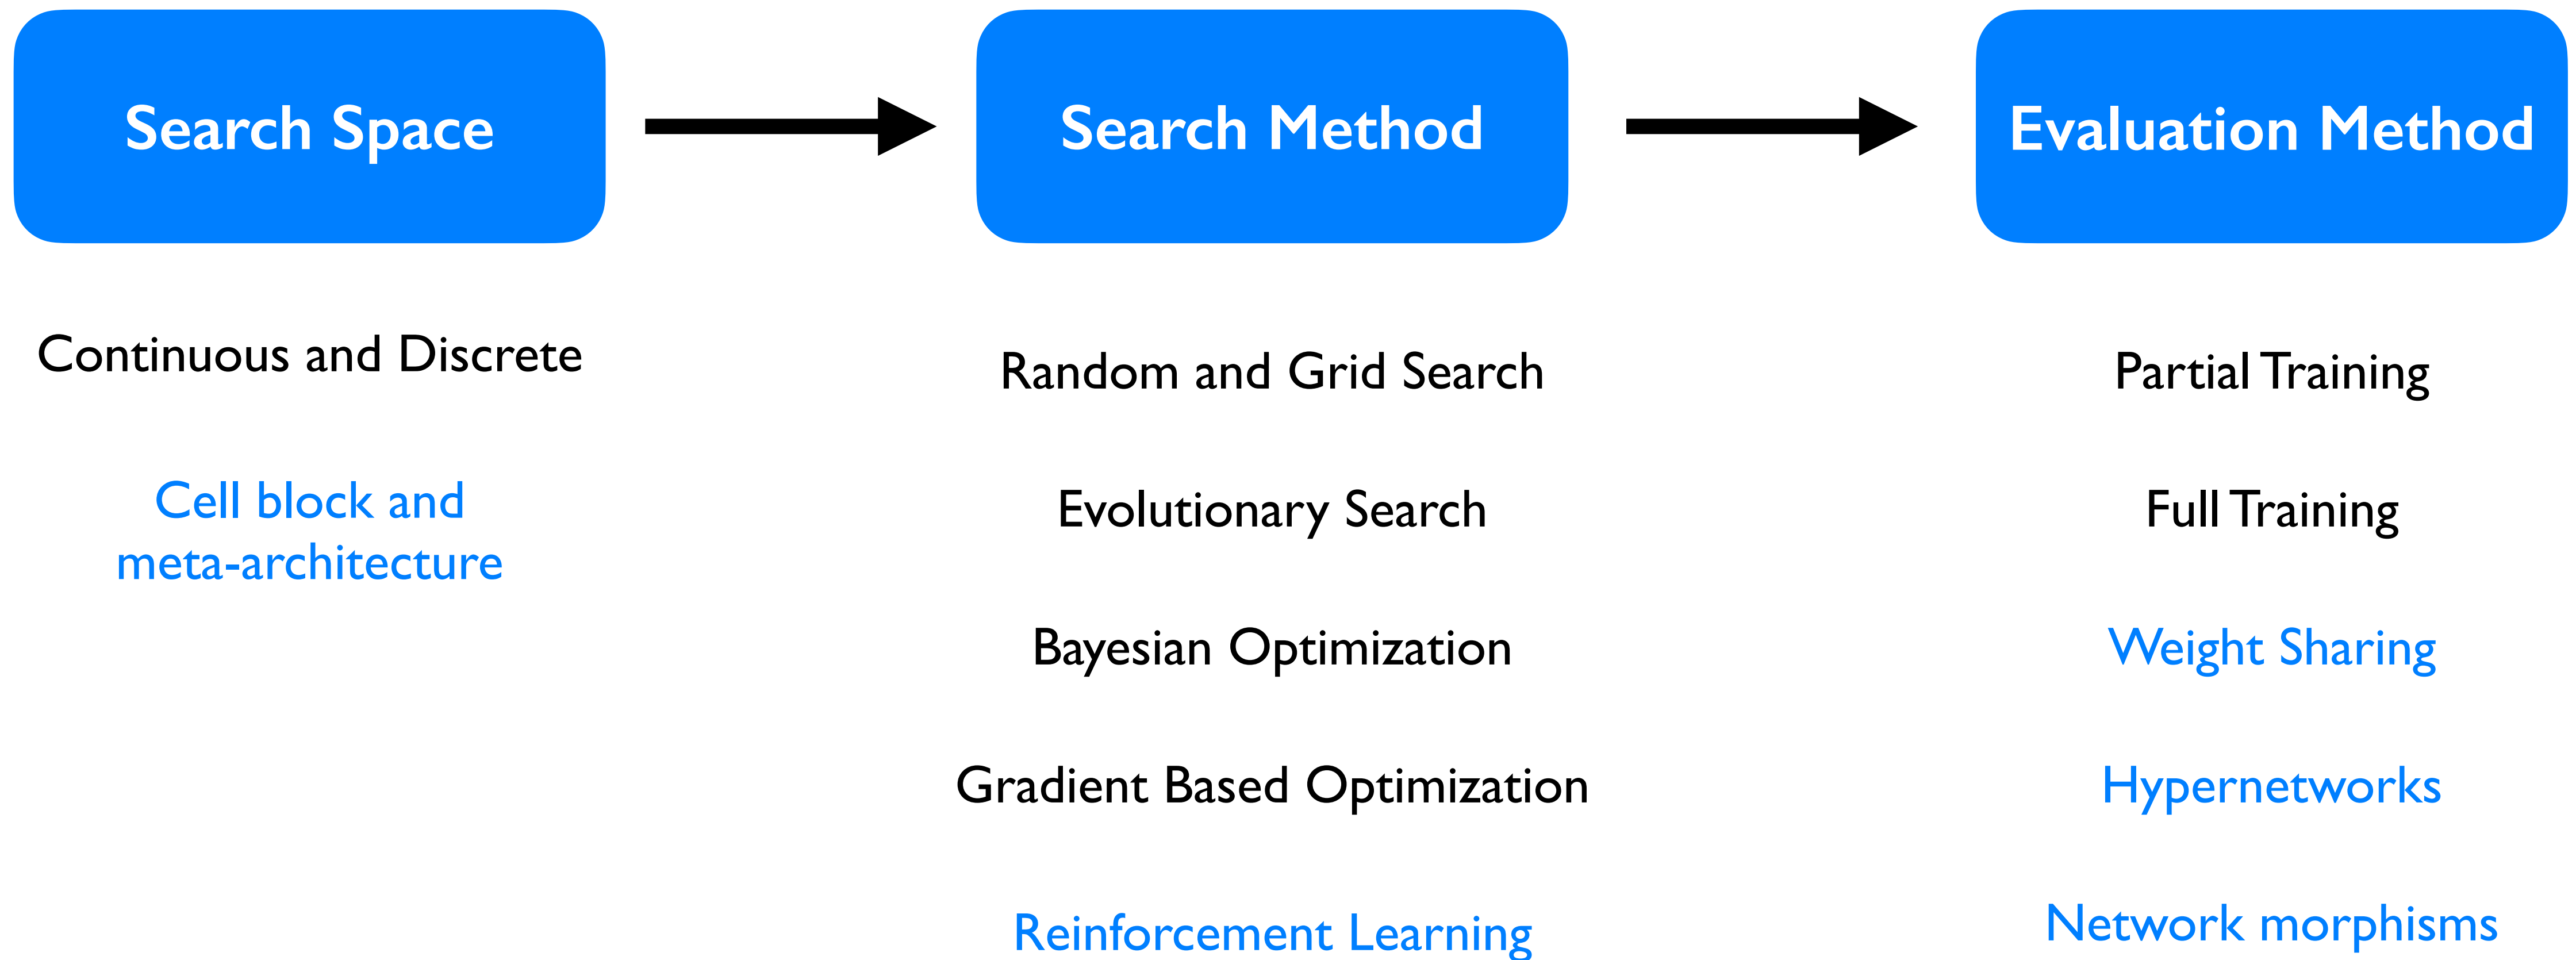 Search Space
Search Method
Evaluation Method
Continuous and Discrete
Cell block and
meta-architecture
Random and Grid Search
Evolutionary Search
Bayesian Optimization
Gradient Based Optimization
Reinforcement Learning
Partial Training
Full Training
Weight Sharing
Hypernetworks
Network morphisms